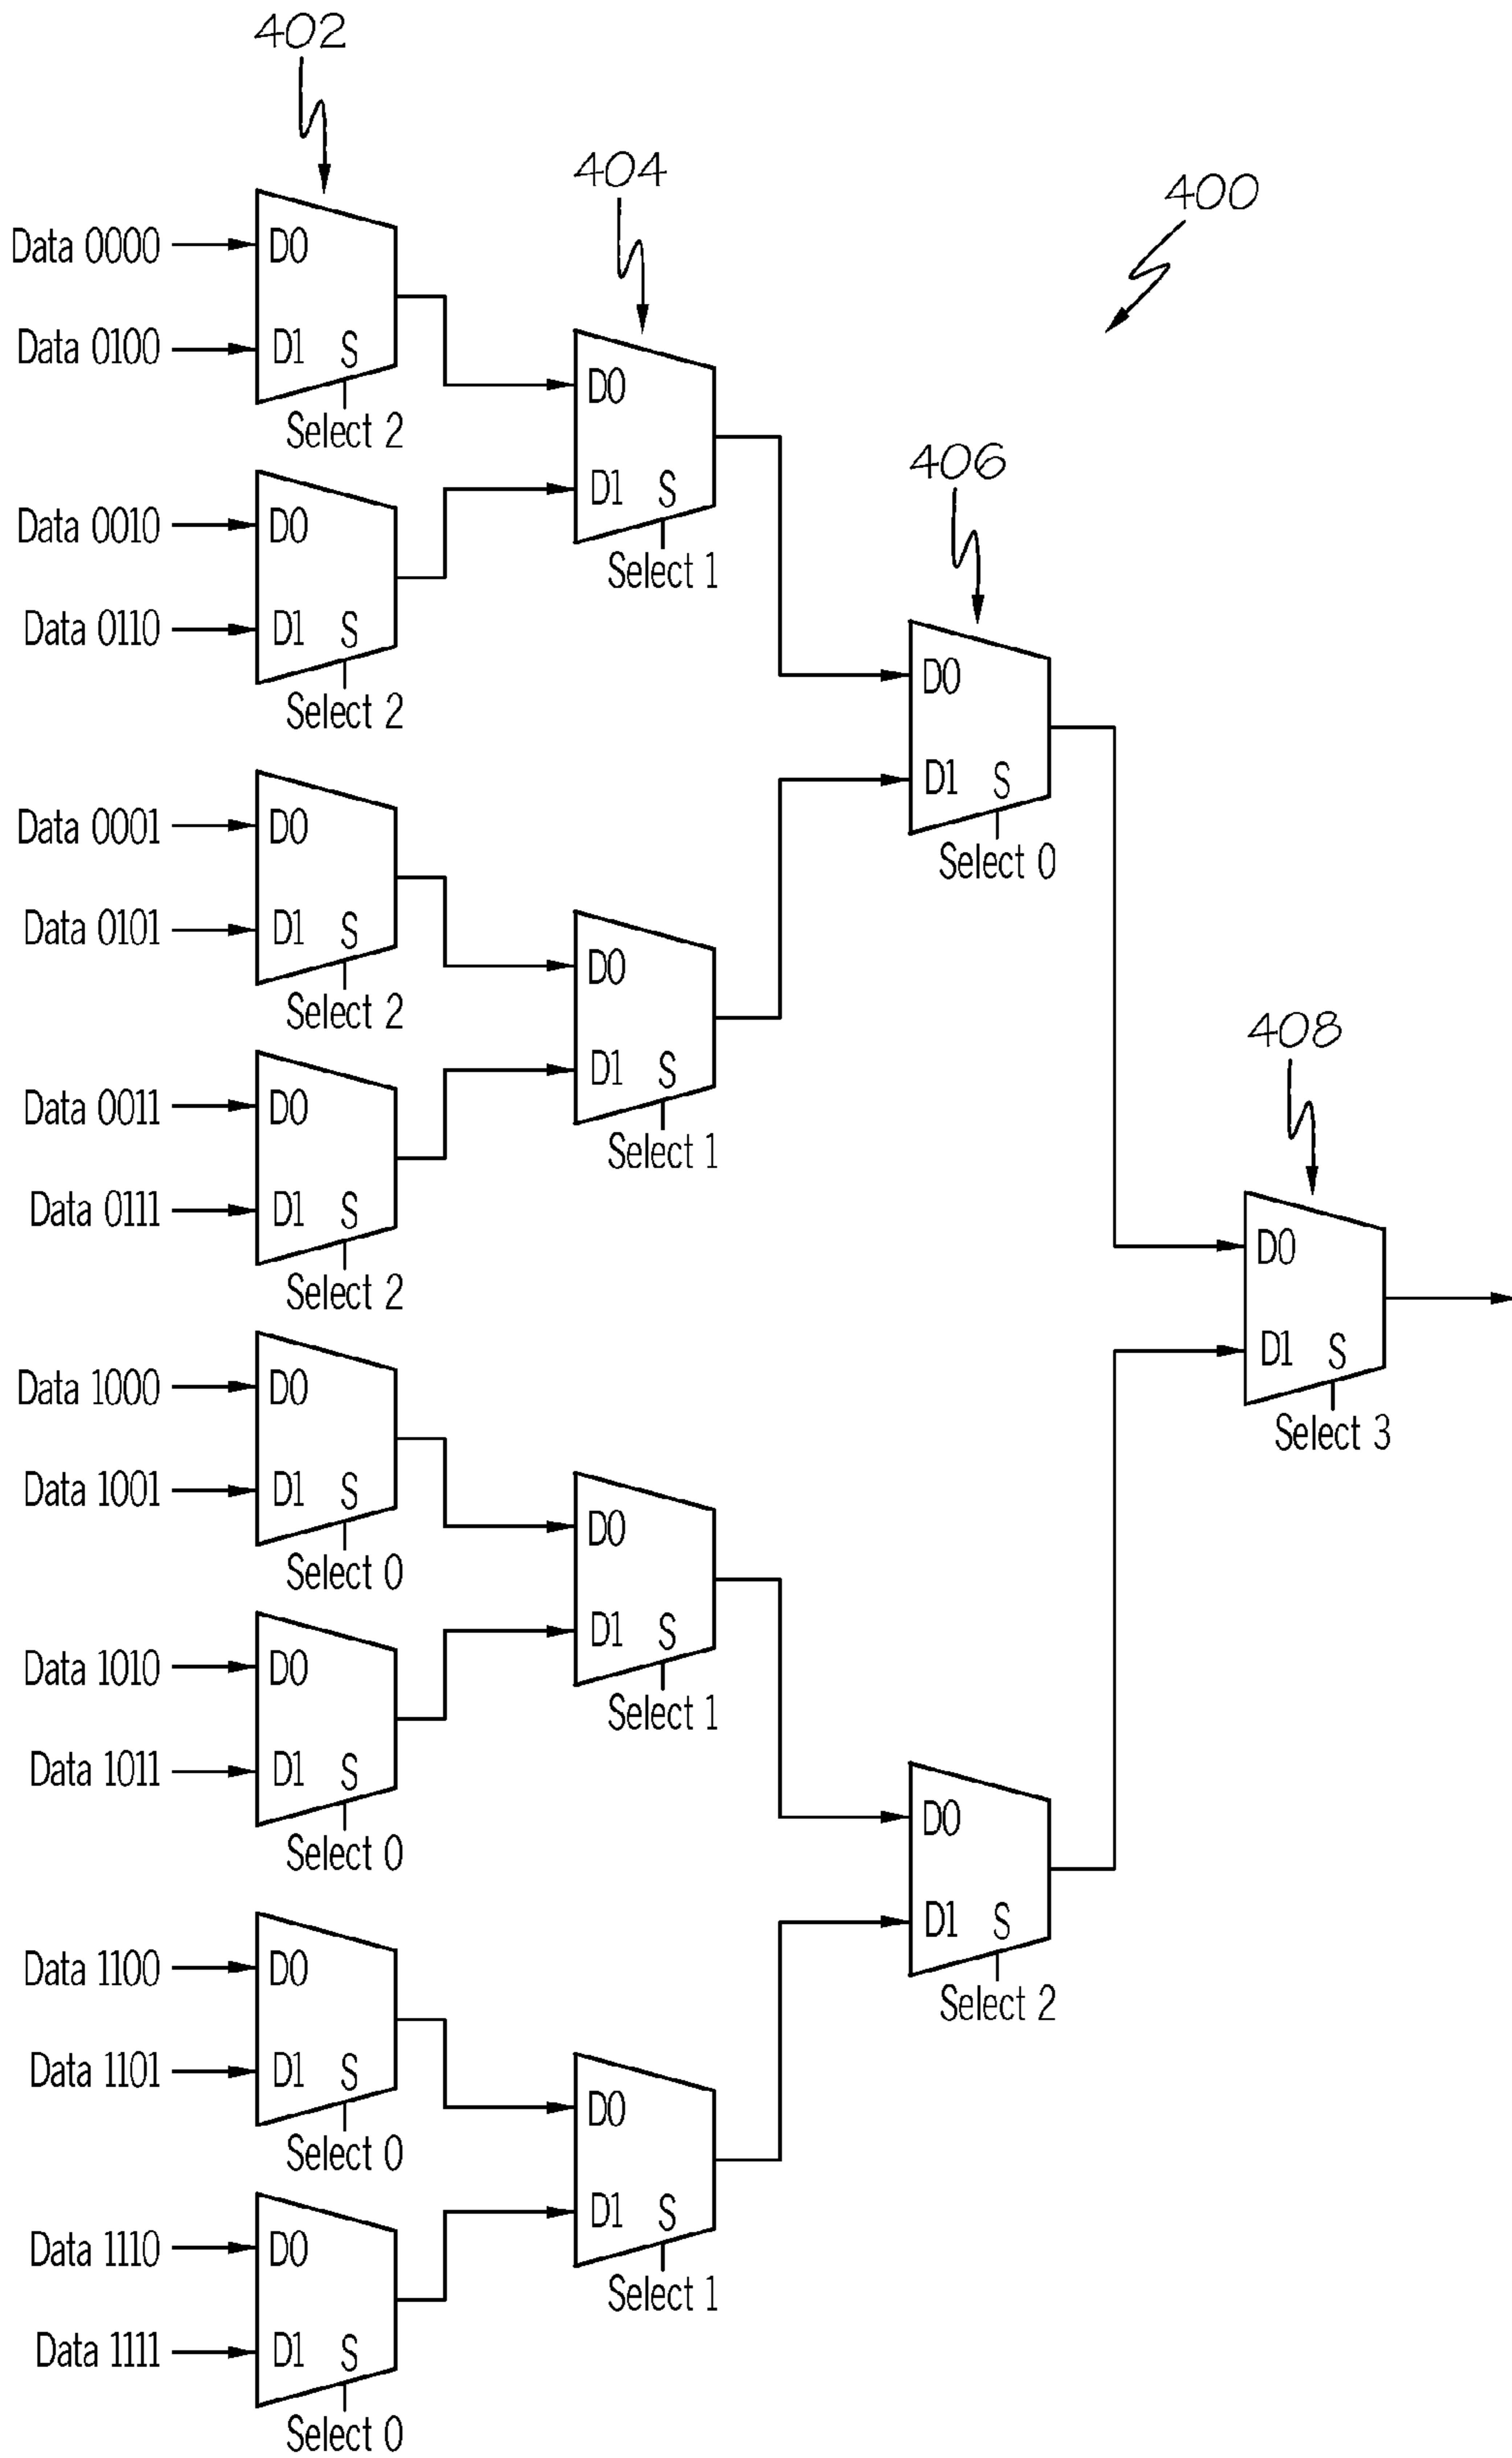 402
404
400
Data 0000
D0
Data 0100
D1
S
Select 2
D0
D1
S
Select 1
406
Data 0010
D0
Data 0110
D1
S
Select 2
D0
D1
S
Select 0
Data 0001
D0
Data 0101
D1
S
Select 2
D0
D1
S
Select 1
408
Data 0011
D0
Data 0111
D1
S
Select 2
D0
D1
S
Select 3
Data 1000
D0
Data 1001
D1
S
Select 0
D0
D1
S
Select 1
Data 1010
D0
Data 1011
D1
S
Select 0
D0
D1
S
Select 2
Data 1100
D0
Data 1101
D1
S
Select 0
D0
D1
S
Select 1
Data 1110
D0
Data 1111
D1
S
Select 0